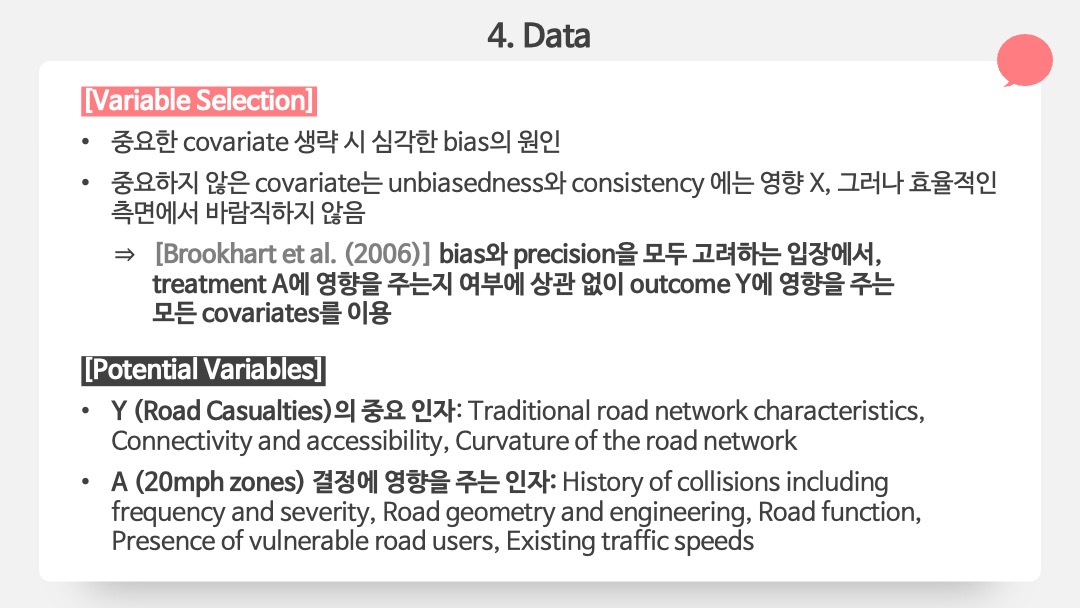 4. Data
[Variable Selection]
• 중요한 covariate 생략 시 심각한 bias의 원인
• 중요하지 않은 covariate는 unbiasedness와 consistency 에는 영향 X, 그러나 효율적인
측면에서 바람직하지 않음
⇒ [Brookhart et al. (2006)] bias와 precision을 모두 고려하는 입장에서,
treatment A에 영향을 주는지 여부에 상관 없이 outcome Y에 영향을 주는
모든 covariates를 이용
[Potential Variables]
• Y (Road Casualties)의 중요 인자: Traditional road network characteristics,
Connectivity and accessibility, Curvature of the road network
• A (20mph zones) 결정에 영향을 주는 인자: History of collisions including
frequency and severity, Road geometry and engineering, Road function,
Presence of vulnerable road users, Existing traffic speeds